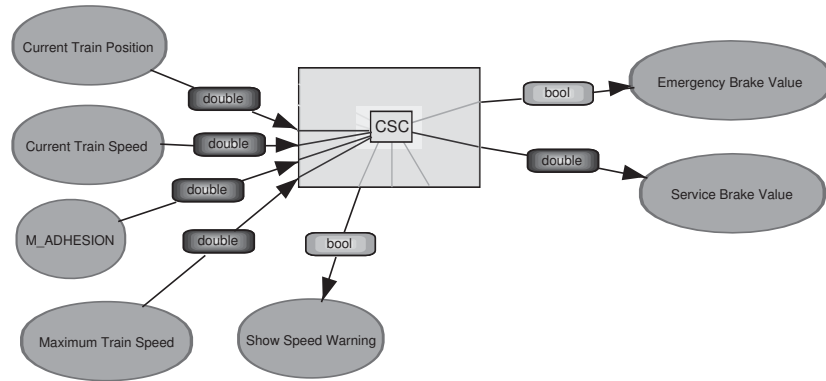 Current Train Position
double
Current Train Speed
double
M_ADHESION
double
Maximum Train Speed
double
CSC
bool
Show Speed Warning
bool
Emergency Brake Value
double
Service Brake Value